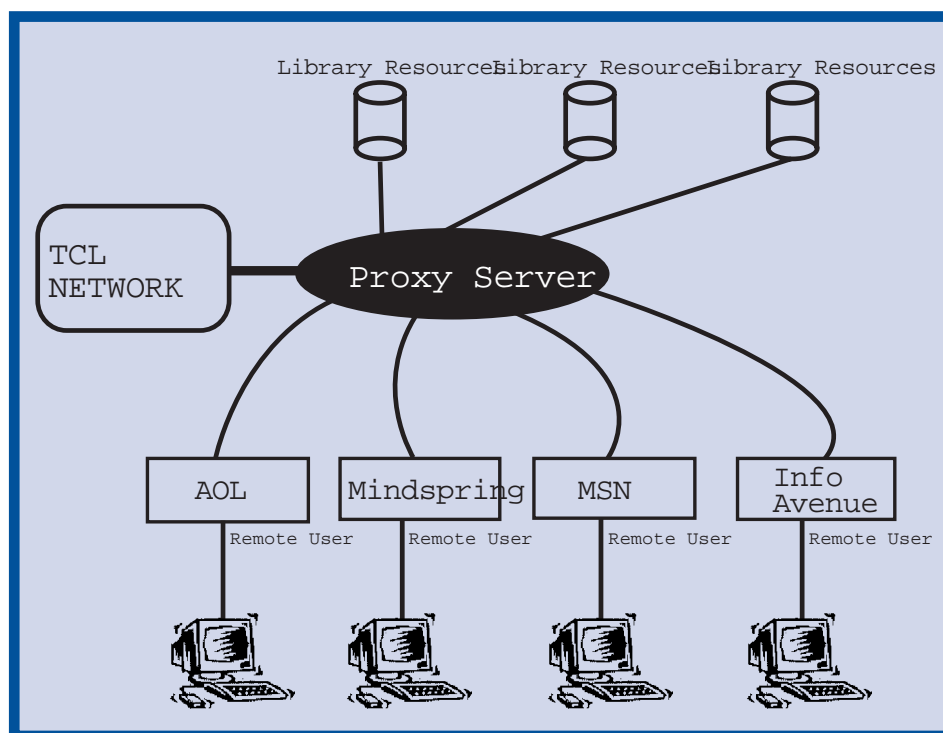 Library Resources Library Resources Library Resources
TCL
NETWORK
Proxy Server
AOL
Mindspring
MSN
Info
Avenue
Remote User
Remote User
Remote User
Remote User